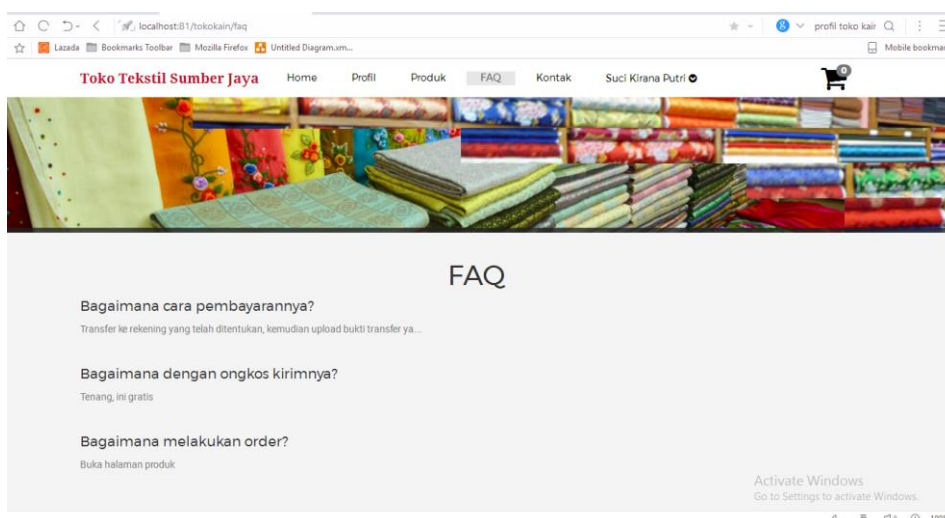 localhost:81/tokokain/faq
profil toko kair
Lazada Bookmarks Toolbar Mozilla Firefox Untitled Diagram.xm...
Mobile bookmar
Toko Tekstil Sumber Jaya Home Profil Produk FAQ Kontak Suci Kirana Putri 0
FAQ
Bagaimana cara pembayarannya?
Transfer ke rekening yang telah ditentukan, kemudian upload bukti transfer ya...
Bagaimana dengan ongkos kirimnya?
Tenang, ini gratis
Bagaimana melakukan order?
Buka halaman produk
Activate Windows
Go to Settings to activate Windows.